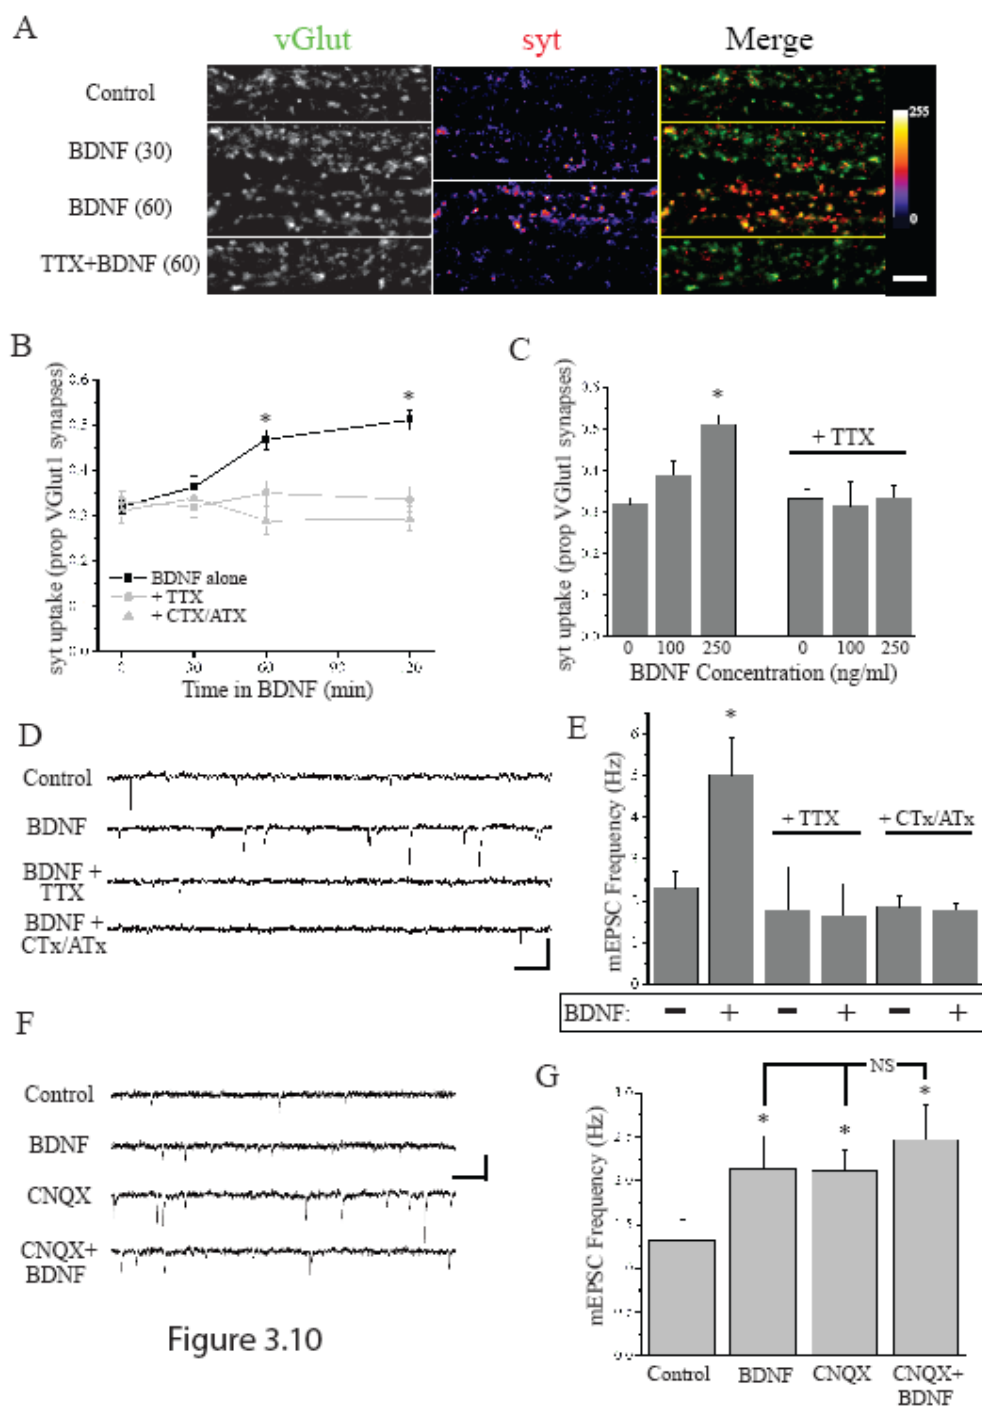 A
vGlut
syt
Merge
Control
BDNF (30)
BDNF (60)
TTX+BDNF (60)
255
0
B
syt uptake (prop VGlut1 synapses)
*
*
BDNF alone
+ TTX
+ CTX/ATX
60
Time in BDNF (min)
C
syt uptake (prop VGlut1 synapses)
*
+ TTX
0 100 250 0 100 250
BDNF Concentration (ng/ml)
D
Control
BDNF
BDNF +
TTX
BDNF +
CTx/ATx
E
mEPSC Frequency (Hz)
*
+ TTX
+ CTx/ATx
BDNF: - + - + - +
F
Control
BDNF
CNQX
CNQX+
BDNF
G
mEPSC Frequency (Hz)
NS
*
*
*
Control
BDNF
CNQX
CNQX+
BDNF
Figure 3.10